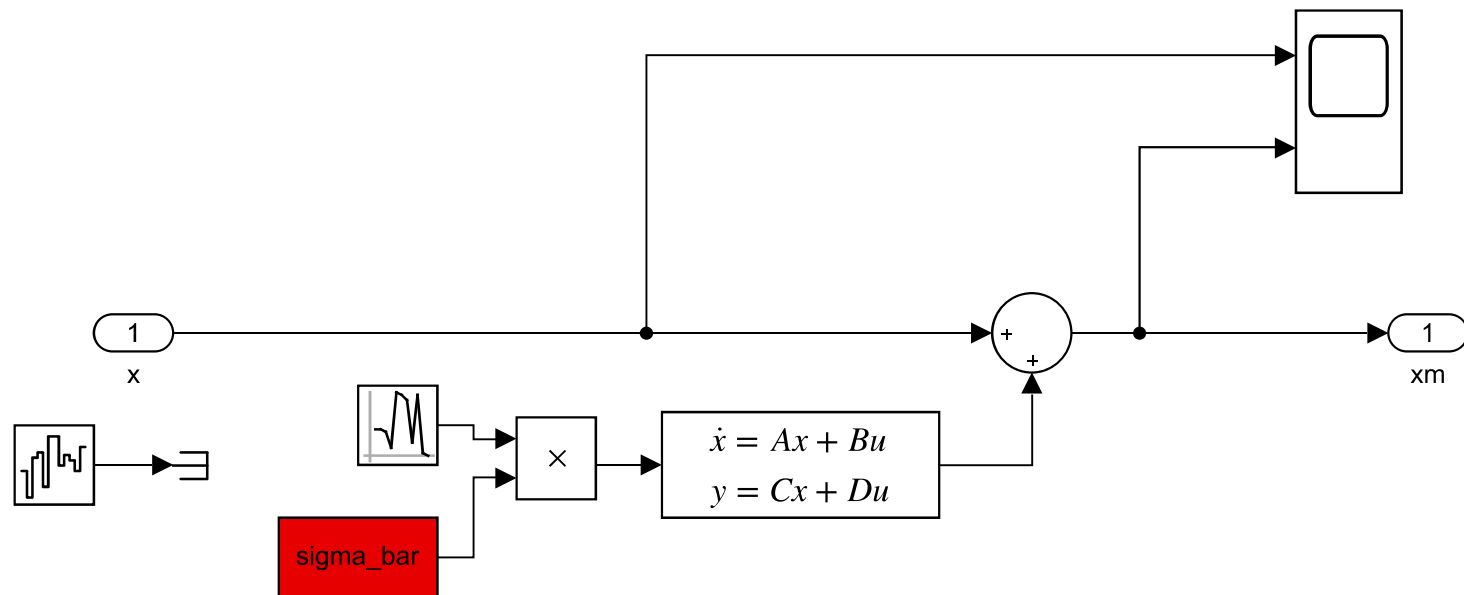 1
x
+
+
1
xm
×
ẋ = Ax + Bu
y = Cx + Du
sigma_bar